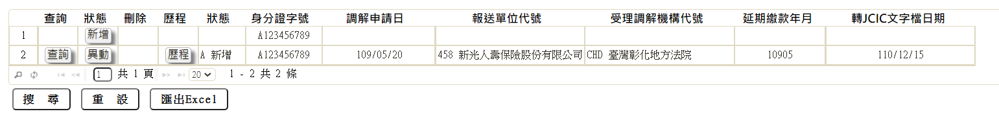 查詢 狀態 刪除 歷程 狀態 身分證字號 調解申請日 報送單位代號 受理調解機構代號 延期繳款年月 轉JCIC文字檔日期
1 新增 A123456789
2 查詢 異動 歷程 A 新增 A123456789 109/05/20 458 新光人壽保險股份有限公司 CHD 臺灣彰化地方法院 10905 110/12/15
1 共 1 頁 20 1 - 2 共 2 條
搜 尋 重 設 匯出Excel